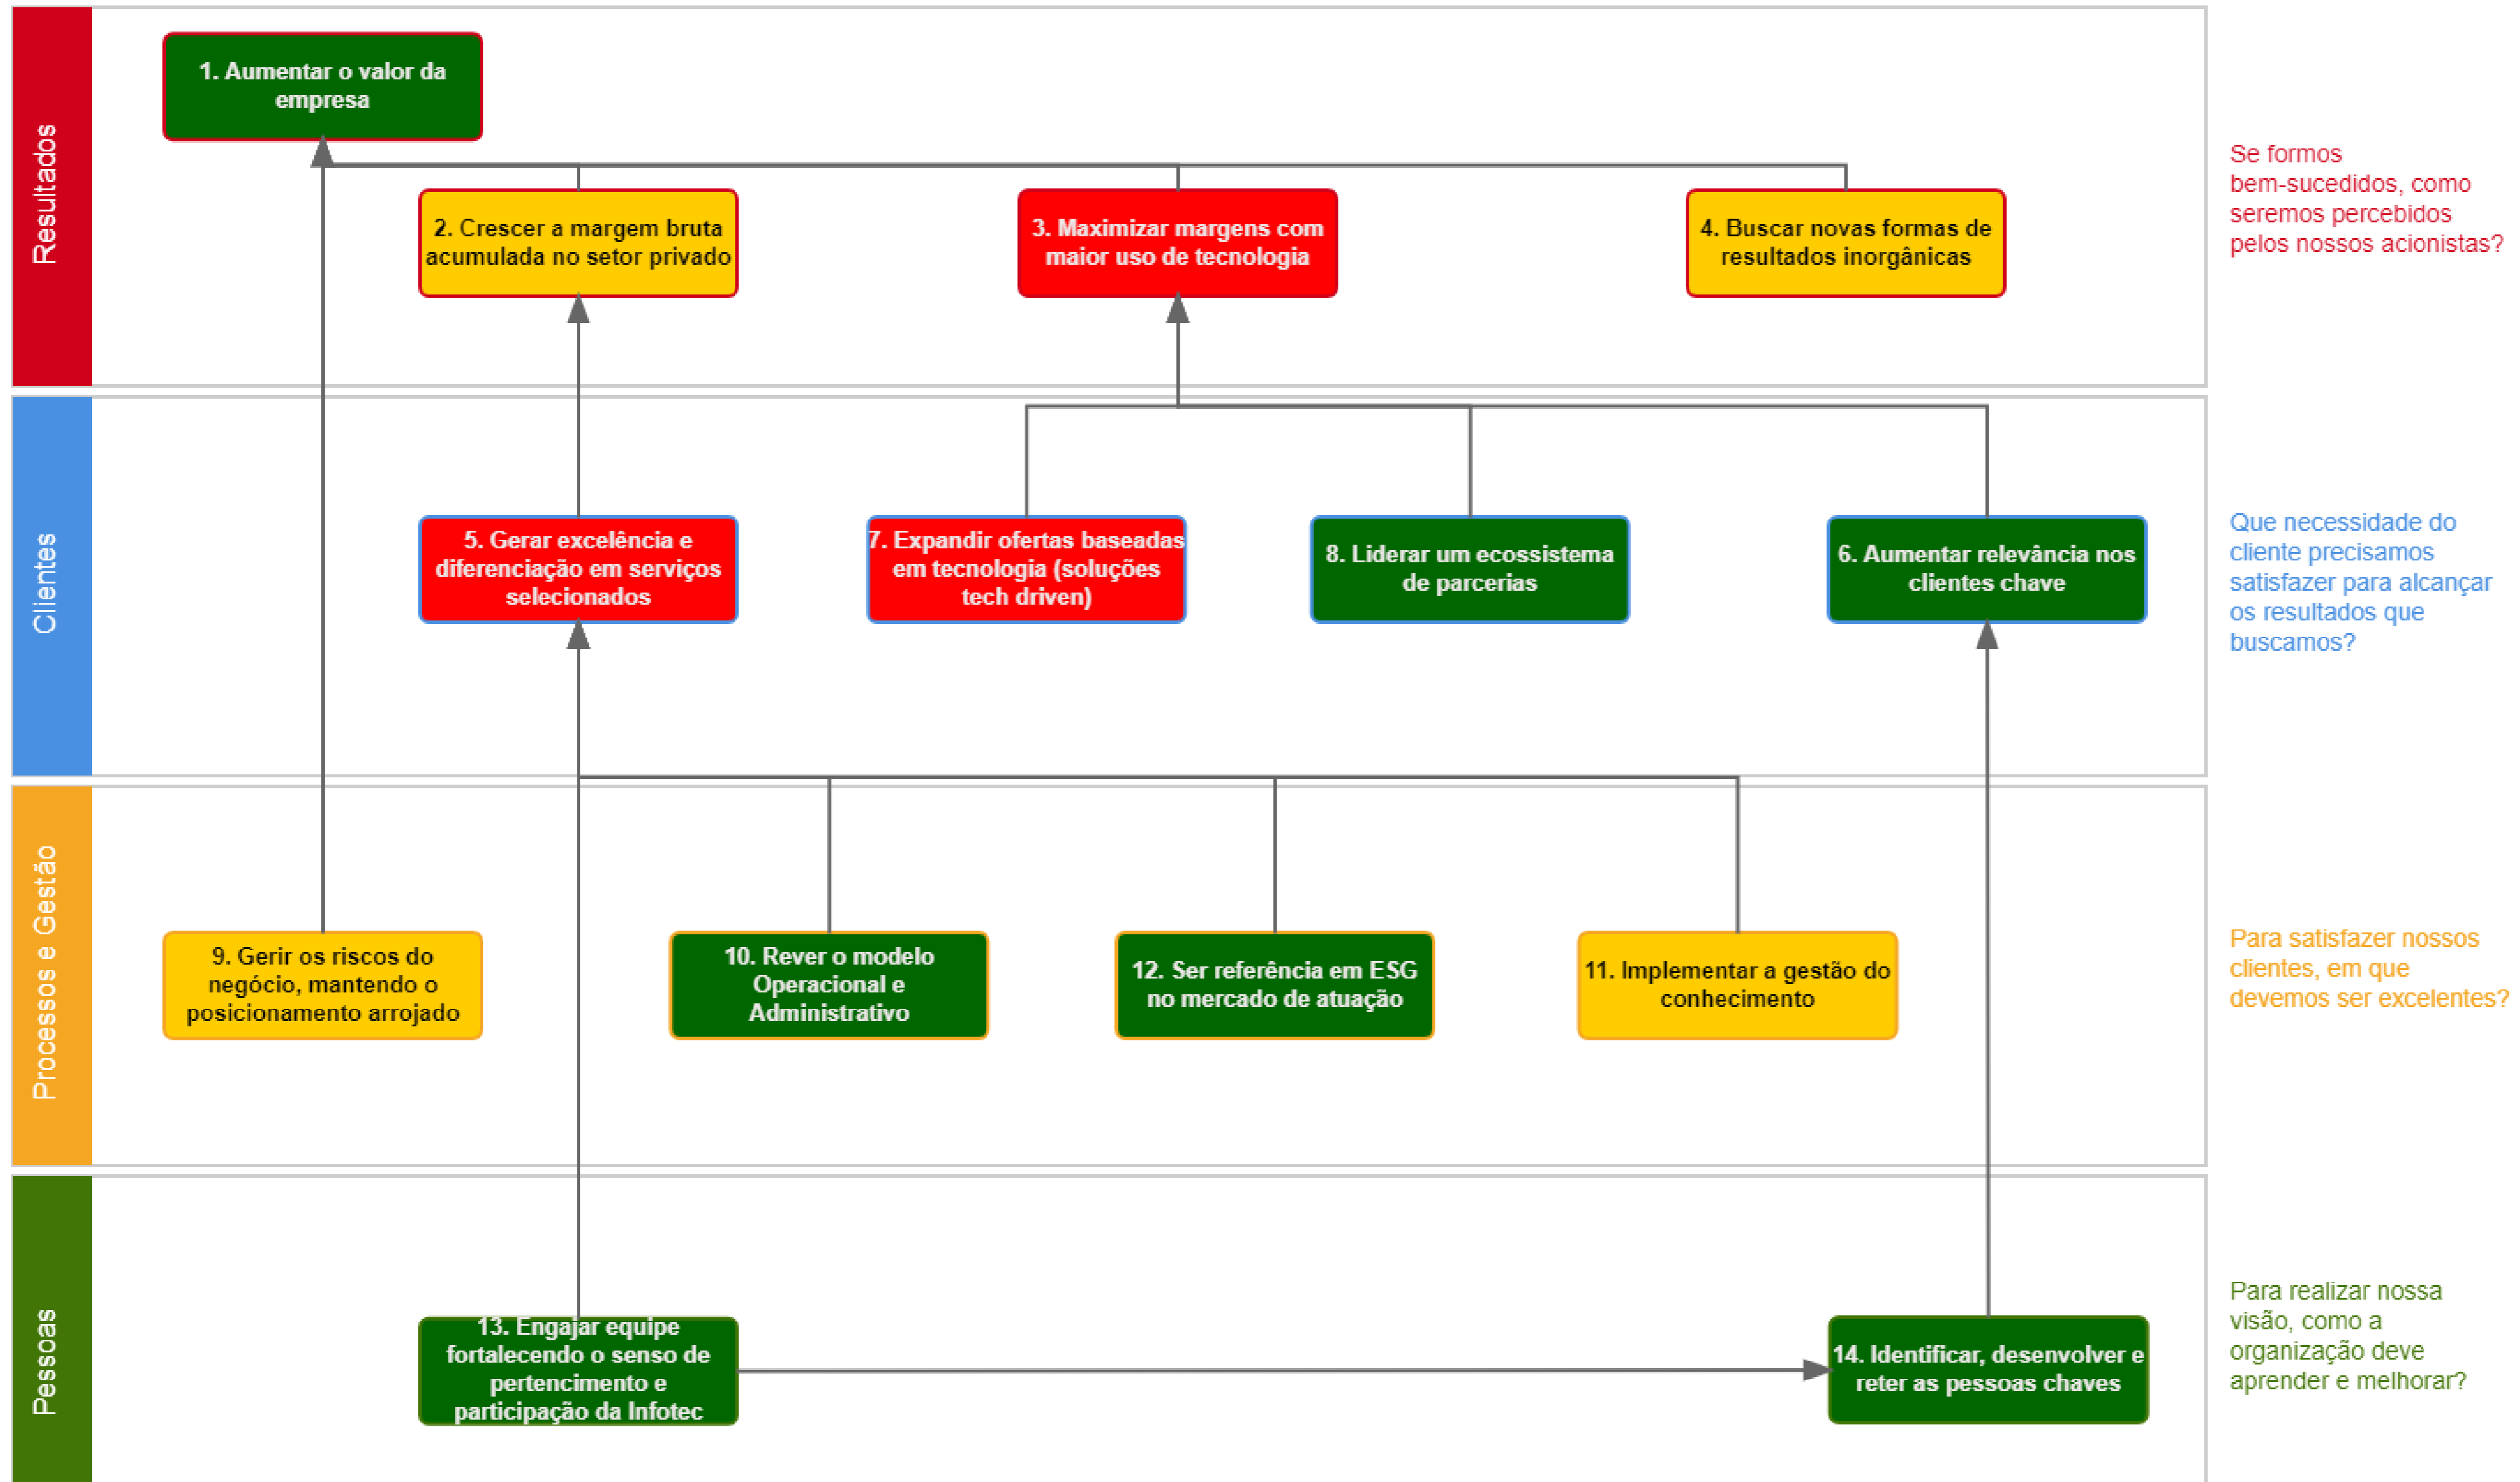 Resultados
1. Aumentar o valor da
empresa
2. Crescer a margem bruta
acumulada no setor privado
3. Maximizar margens com
maior uso de tecnologia
4. Buscar novas formas de
resultados inorgânicas
Se formos
bem-sucedidos, como
seremos percebidos
pelos nossos acionistas?
Clientes
5. Gerar excelência e
diferenciação em serviços
selecionados
7. Expandir ofertas baseadas
em tecnologia (soluções
tech driven)
8. Liderar um ecossistema
de parcerias
6. Aumentar relevância nos
clientes chave
Que necessidade do
cliente precisamos
satisfazer para alcançar
os resultados que
buscamos?
Processos e Gestão
9. Gerir os riscos do
negócio, mantendo o
posicionamento arrojado
10. Rever o modelo
Operacional e
Administrativo
12. Ser referência em ESG
no mercado de atuação
11. Implementar a gestão do
conhecimento
Para satisfazer nossos
clientes, em que
devemos ser excelentes?
Pessoas
13. Engajar equipe
fortalecendo o senso de
pertencimento e
participação da Infotec
14. Identificar, desenvolver e
reter as pessoas chaves
Para realizar nossa
visão, como a
organização deve
aprender e melhorar?